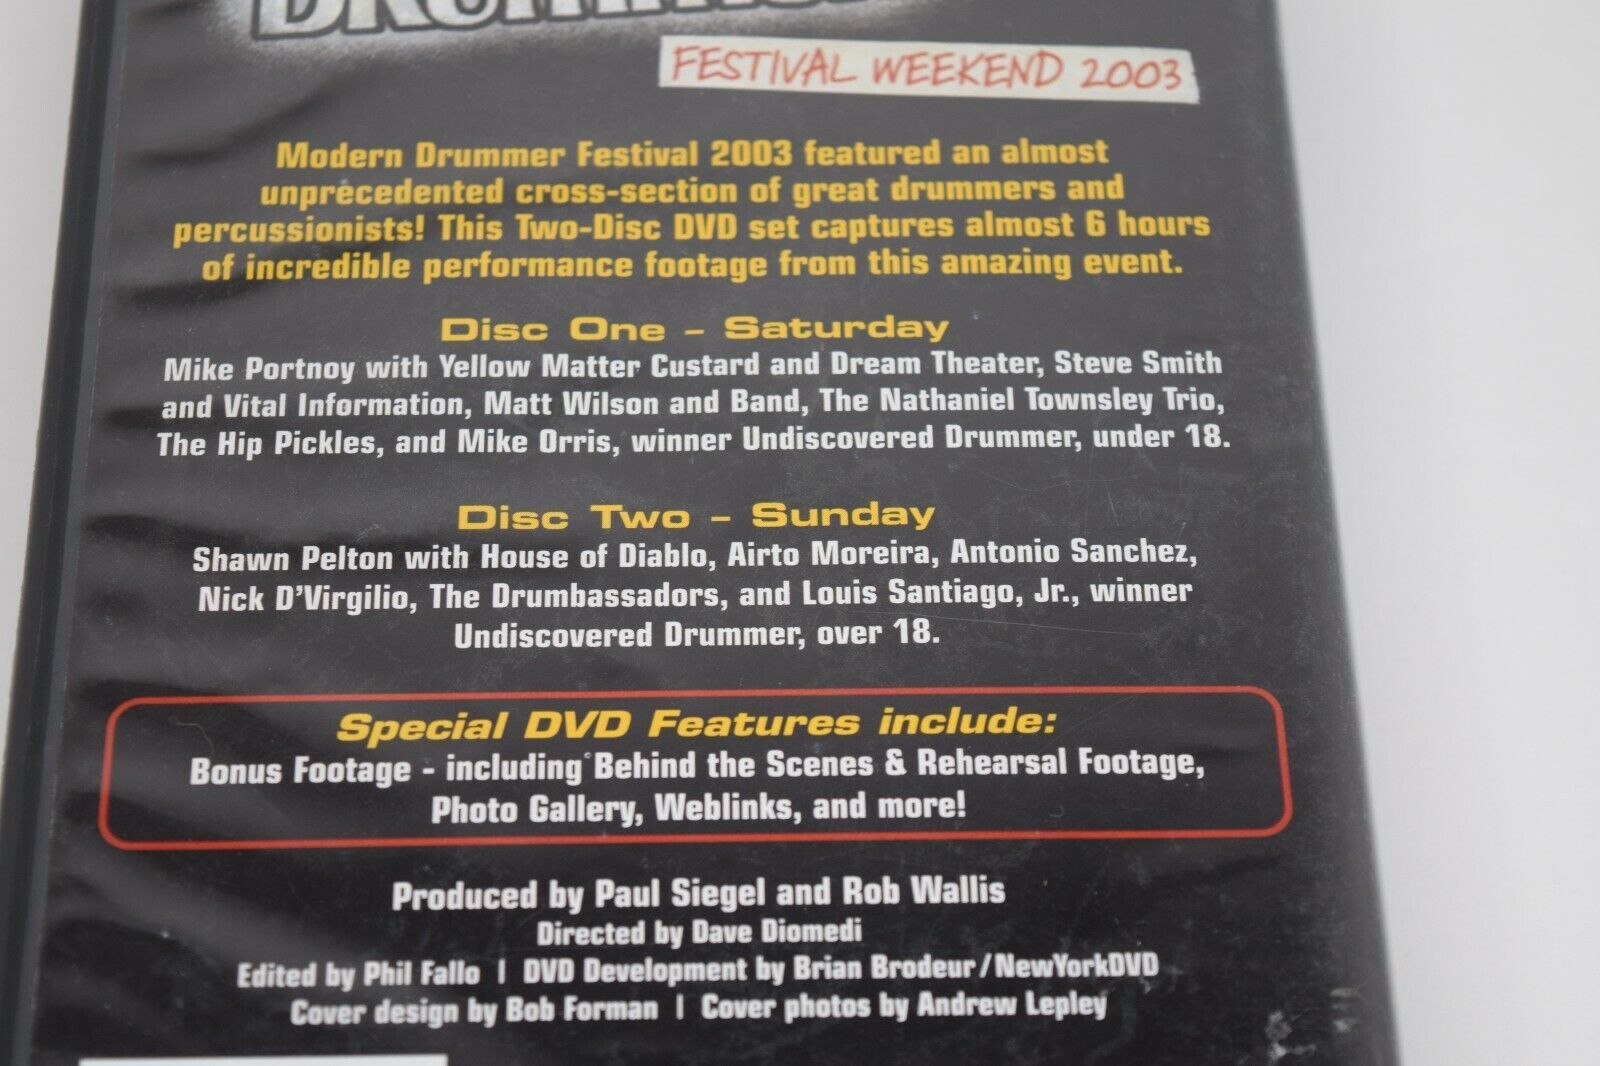 FESTIVAL WEEKEND 2003
Modern Drummer Festival 2003 featured an almost
unprecedented cross-section of great drummers and
percussionists! This Two-Disc DVD set captures almost 6 hours
of incredible performance footage from this amazing event.
Disc One - Saturday
Mike Portnoy with Yellow Matter Custard and Dream Theater, Steve Smith
and Vital Information, Matt Wilson and Band, The Nathaniel Townsley Trio,
The Hip Pickles, and Mike Orris, winner Undiscovered Drummer, under 18.
Disc Two - Sunday
Shawn Pelton with House of Diablo, Airto Moreira, Antonio Sanchez,
Nick D'Virgilio, The Drumbassadors, and Louis Santiago, Jr., winner
Undiscovered Drummer, over 18.
Special DVD Features include:
Bonus Footage - including Behind the Scenes & Rehearsal Footage,
Photo Gallery, Weblinks, and more!
Produced by Paul Siegel and Rob Wallis
Directed by Dave Diomedi
Edited by Phil Fallo | DVD Development by Brian Brodeur/NewYorkDVD
Cover design by Bob Forman | Cover photos by Andrew Lepley